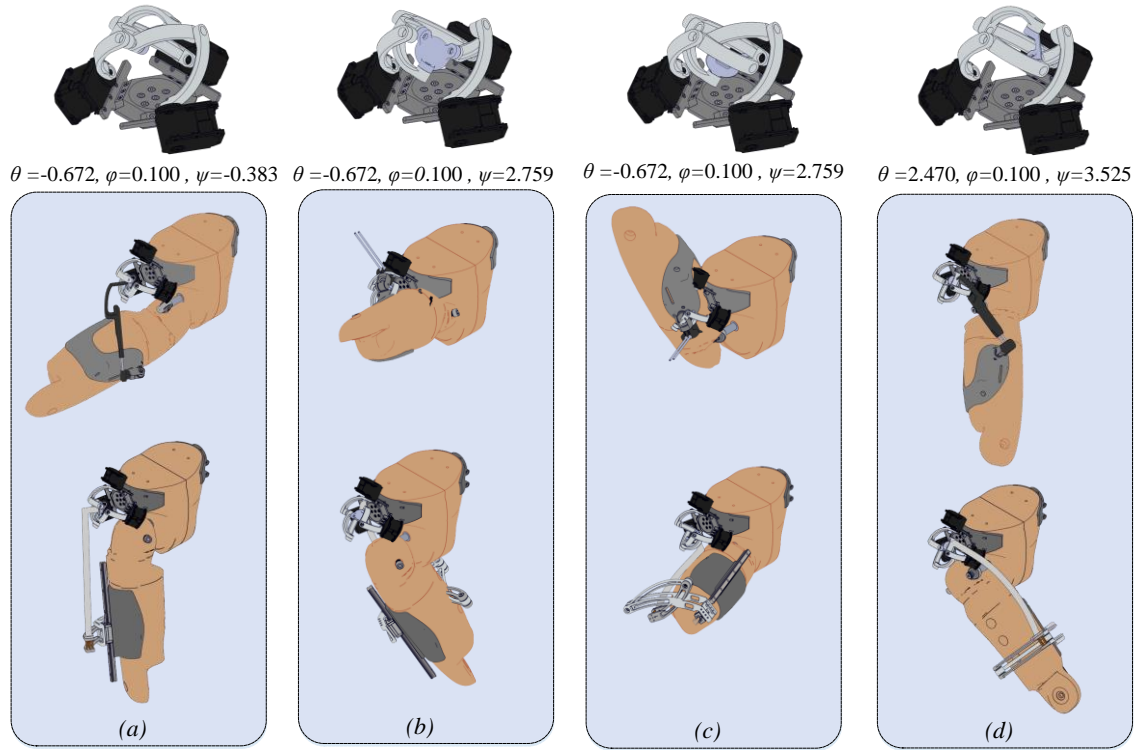 θ =-0.672, φ=0.100 , ψ=-0.383
θ =-0.672, φ=0.100 , ψ=2.759
θ =-0.672, φ=0.100 , ψ=2.759
θ =2.470, φ=0.100 , ψ=3.525
(a)
(b)
(c)
(d)